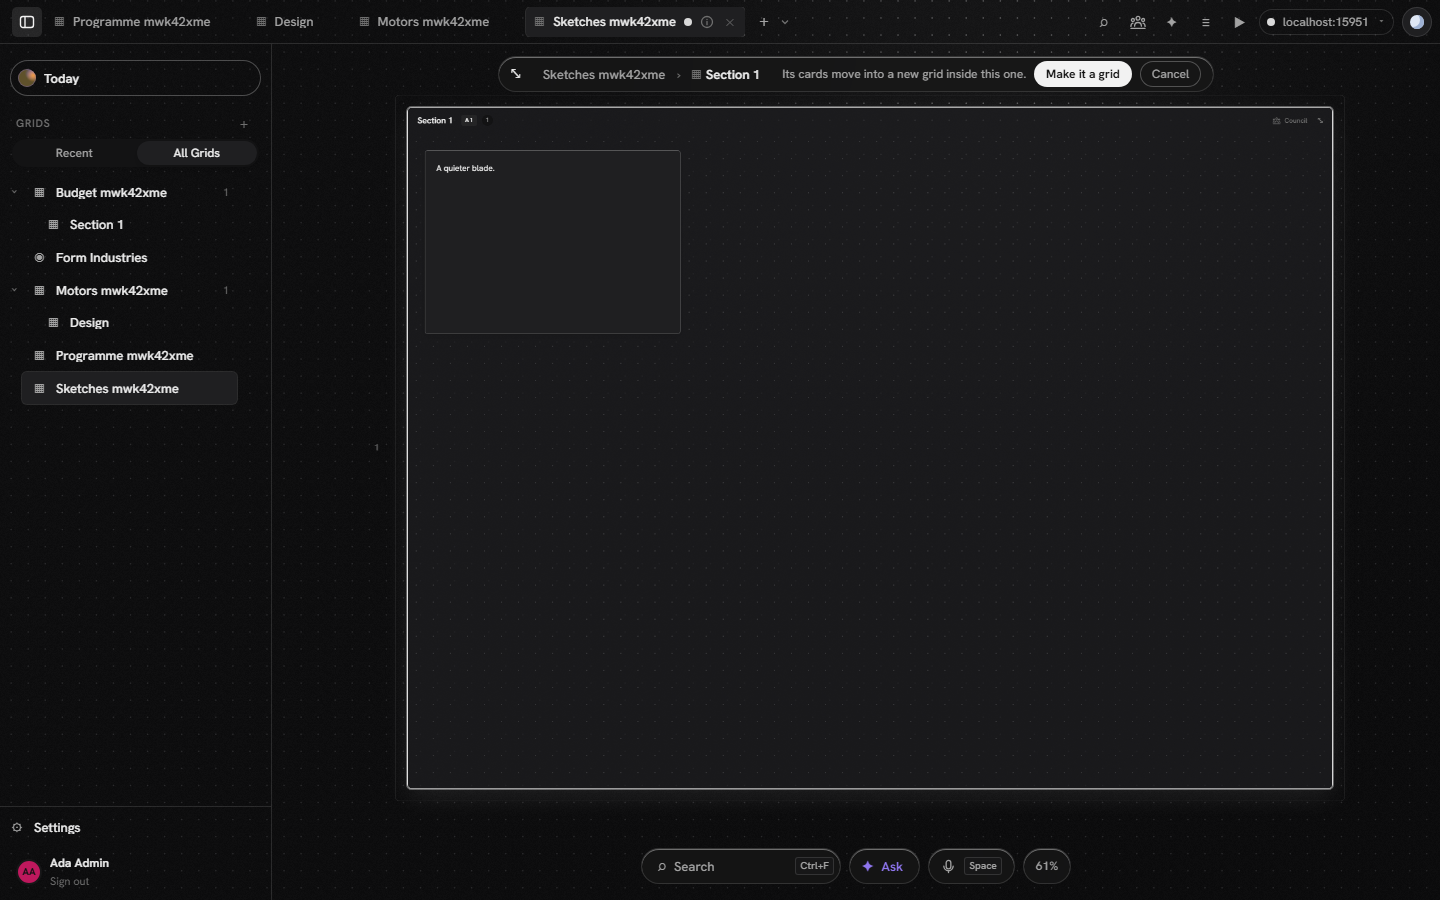 Programme mwk42xme
Design
Motors mwk42xme
Sketches mwk42xme
localhost:15951
Today
GRIDS
Recent
All Grids
Budget mwk42xme 1
Section 1
Form Industries
Motors mwk42xme 1
Design
Programme mwk42xme
Sketches mwk42xme
Settings
AA
Ada Admin
Sign out
Sketches mwk42xme › Section 1 Its cards move into a new grid inside this one. Make it a grid Cancel
Section 1 A1 1
Council
A quieter blade.
1
Search Ctrl+F
Ask
Space
61%